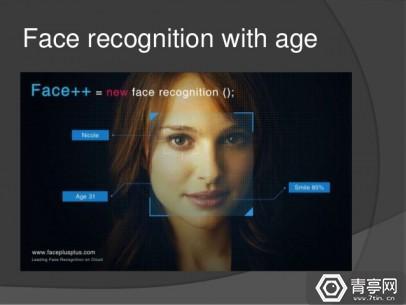 Face recognition with age
Face++ = new face recognition ();
Nicole
Age 31
Smile 85%
www.faceplusplus.com
Leading Face Recognition on Cloud
青亭网
www.7tin.cn